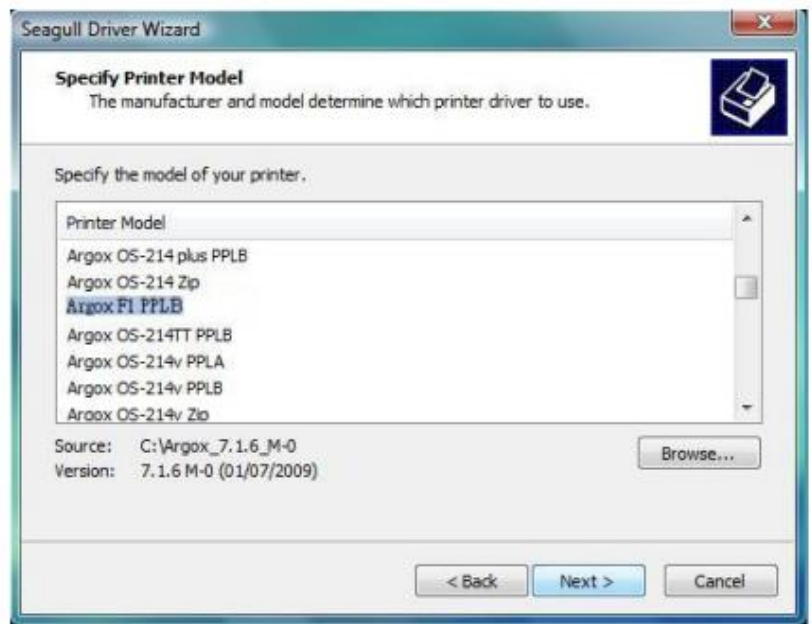 Seagull Driver Wizard
Specify Printer Model
The manufacturer and model determine which printer driver to use.
Specify the model of your printer.
Printer Model
Argox OS-214 plus PPLB
Argox OS-214 Zip
Argox F1 PPLB
Argox OS-214TT PPLB
Argox OS-214v PPLA
Argox OS-214v PPLB
Argox OS-214v Zip
Source: C:\Argox_7.1.6_M-0
Browse...
Version: 7.1.6 M-0 (01/07/2009)
< Back Next > Cancel